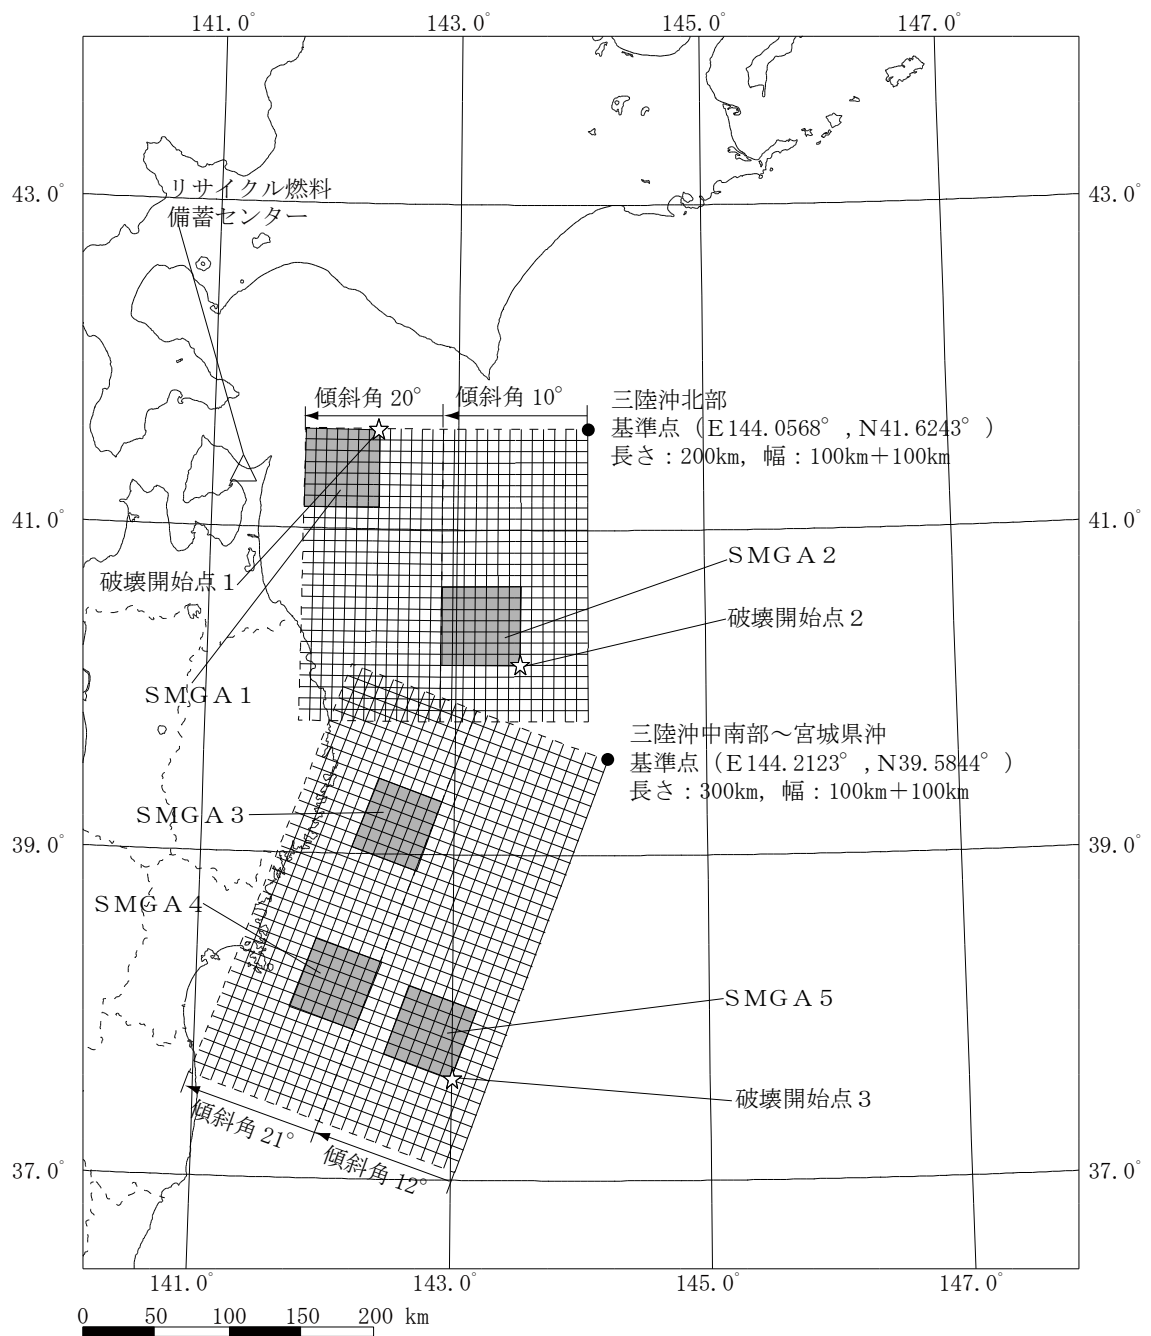 141.0° 143.0° 145.0° 147.0°
リサイクル燃料
備蓄センター
43.0° 43.0°
傾斜角 20° 傾斜角 10°
三陸沖北部
基準点（Ｅ144.0568°,Ｎ41.6243°）
長さ：200km, 幅：100km＋100km
41.0° 41.0°
ＳＭＧＡ２
破壊開始点１
破壊開始点２
ＳＭＧＡ１
三陸沖中南部～宮城県沖
基準点（Ｅ144.2123°,Ｎ39.5844°）
長さ：300km, 幅：100km＋100km
ＳＭＧＡ３
39.0° 39.0°
ＳＭＧＡ４
ＳＭＧＡ５
破壊開始点３
傾斜角 21°
傾斜角 12°
37.0° 37.0°
141.0° 143.0° 145.0° 147.0°
0 50 100 150 200 km